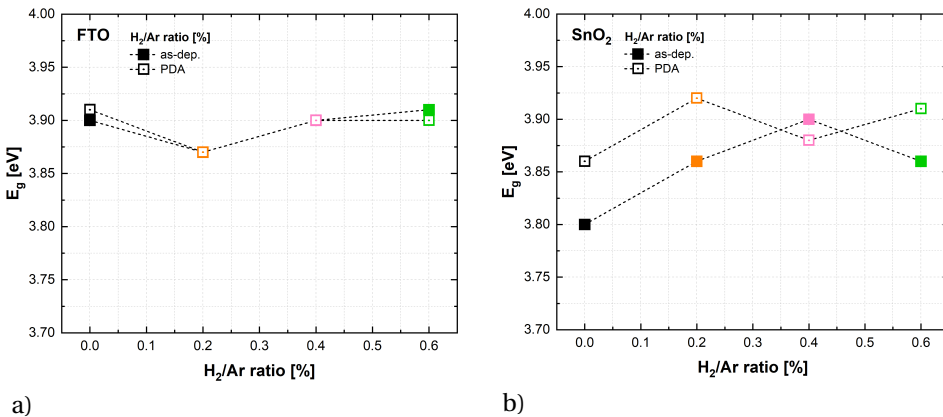 FTO
H₂/Ar ratio [%]
as-dep.
PDA
4.00
3.95
3.90
3.85
3.80
3.75
3.70
E_g [eV]
0.0 0.1 0.2 0.3 0.4 0.5 0.6
H₂/Ar ratio [%]
a)
SnO₂
H₂/Ar ratio [%]
as-dep.
PDA
4.00
3.95
3.90
3.85
3.80
3.75
3.70
E_g [eV]
0.0 0.1 0.2 0.3 0.4 0.5 0.6
H₂/Ar ratio [%]
b)